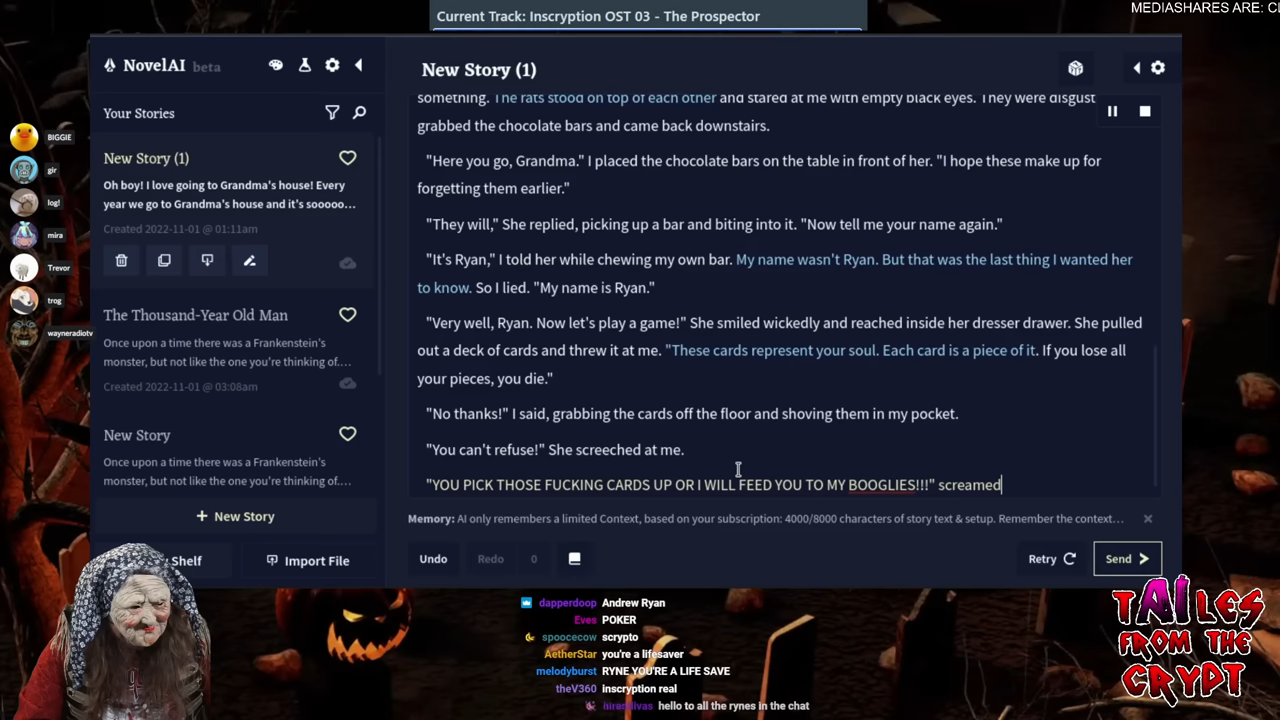 Current Track: Inscryption OST 03 - The Prospector
MEDIASHARES ARE: CL
NovelAI beta
Your Stories
New Story (1)
Oh boy! I love going to Grandma's house! Every
year we go to Grandma's house and it's sooooo...
Created 2022-11-01 @ 01:11am
The Thousand-Year Old Man
Once upon a time there was a Frankenstein's
monster, but not like the one you're thinking of...
Created 2022-11-01 @ 03:08am
New Story
Once upon a time there was a Frankenstein's
monster, but not like the one you're thinking of...
+ New Story
Shelf
Import File
BIGGIE
gir
log!
mira
Trevor
trog
wayneradiotv
New Story (1)
something. The rats stood on top of each other and stared at me with empty black eyes. They were disgust
grabbed the chocolate bars and came back downstairs.
"Here you go, Grandma." I placed the chocolate bars on the table in front of her. "I hope these make up for
forgetting them earlier."
"They will," She replied, picking up a bar and biting into it. "Now tell me your name again."
"It's Ryan," I told her while chewing my own bar. My name wasn't Ryan. But that was the last thing I wanted her
to know. So I lied. "My name is Ryan."
"Very well, Ryan. Now let's play a game!" She smiled wickedly and reached inside her dresser drawer. She pulled
out a deck of cards and threw it at me. "These cards represent your soul. Each card is a piece of it. If you lose all
your pieces, you die."
"No thanks!" I said, grabbing the cards off the floor and shoving them in my pocket.
"You can't refuse!" She screeched at me.
"YOU PICK THOSE FUCKING CARDS UP OR I WILL FEED YOU TO MY BOOGLIES!!!" screamed
Memory: AI only remembers a limited Context, based on your subscription: 4000/8000 characters of story text & setup. Remember the context...
Undo
Redo
0
Retry
Send
dapperdoop Andrew Ryan
Eves POKER
spoocecow scrypto
AetherStar you're a lifesaver
melodyburst RYNE YOU'RE A LIFE SAVE
theV360 Inscryption real
hello to all the rynes in the chat
TAILES
FROM THE
CRYPT